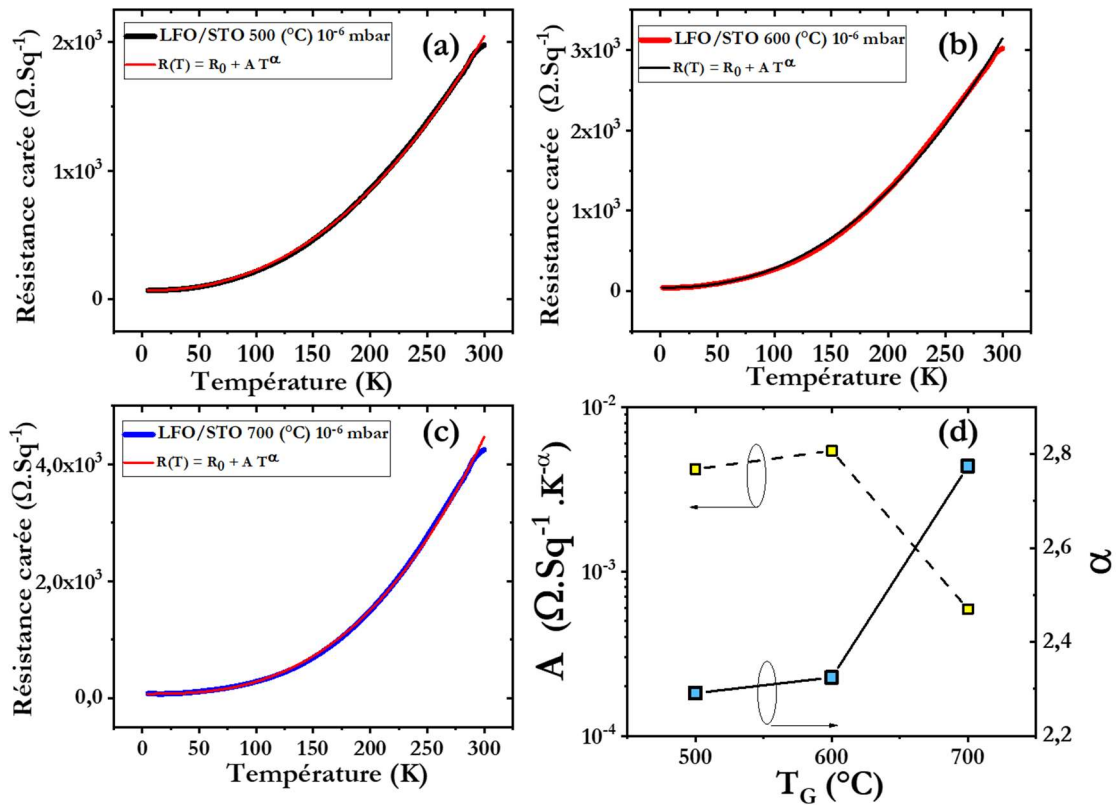 (a)
LFO/STO 500 (°C) 10⁻⁶ mbar
R(T) = R₀ + A T^α
2x10³
1x10³
0
Résistance carée (Ω.Sq⁻¹)
0 50 100 150 200 250 300
Température (K)
(b)
LFO/STO 600 (°C) 10⁻⁶ mbar
R(T) = R₀ + A T^α
3x10³
2x10³
1x10³
0
Résistance carée (Ω.Sq⁻¹)
0 50 100 150 200 250 300
Température (K)
(c)
LFO/STO 700 (°C) 10⁻⁶ mbar
R(T) = R₀ + A T^α
4,0x10³
2,0x10³
0,0
Résistance carée (Ω.Sq⁻¹)
0 50 100 150 200 250 300
Température (K)
(d)
10⁻²
10⁻³
10⁻⁴
A (Ω.Sq⁻¹ .K^-α)
2,8
2,6
2,4
2,2
α
500 600 700
T_G (°C)